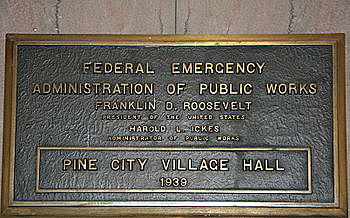 FEDERAL EMERGENCY
ADMINISTRATION OF PUBLIC WORKS
FRANKLIN D. ROOSEVELT
PRESIDENT OF THE UNITED STATES
HAROLD L. ICKES
ADMINISTRATOR OF PUBLIC WORKS
PINE CITY VILLAGE HALL
1939